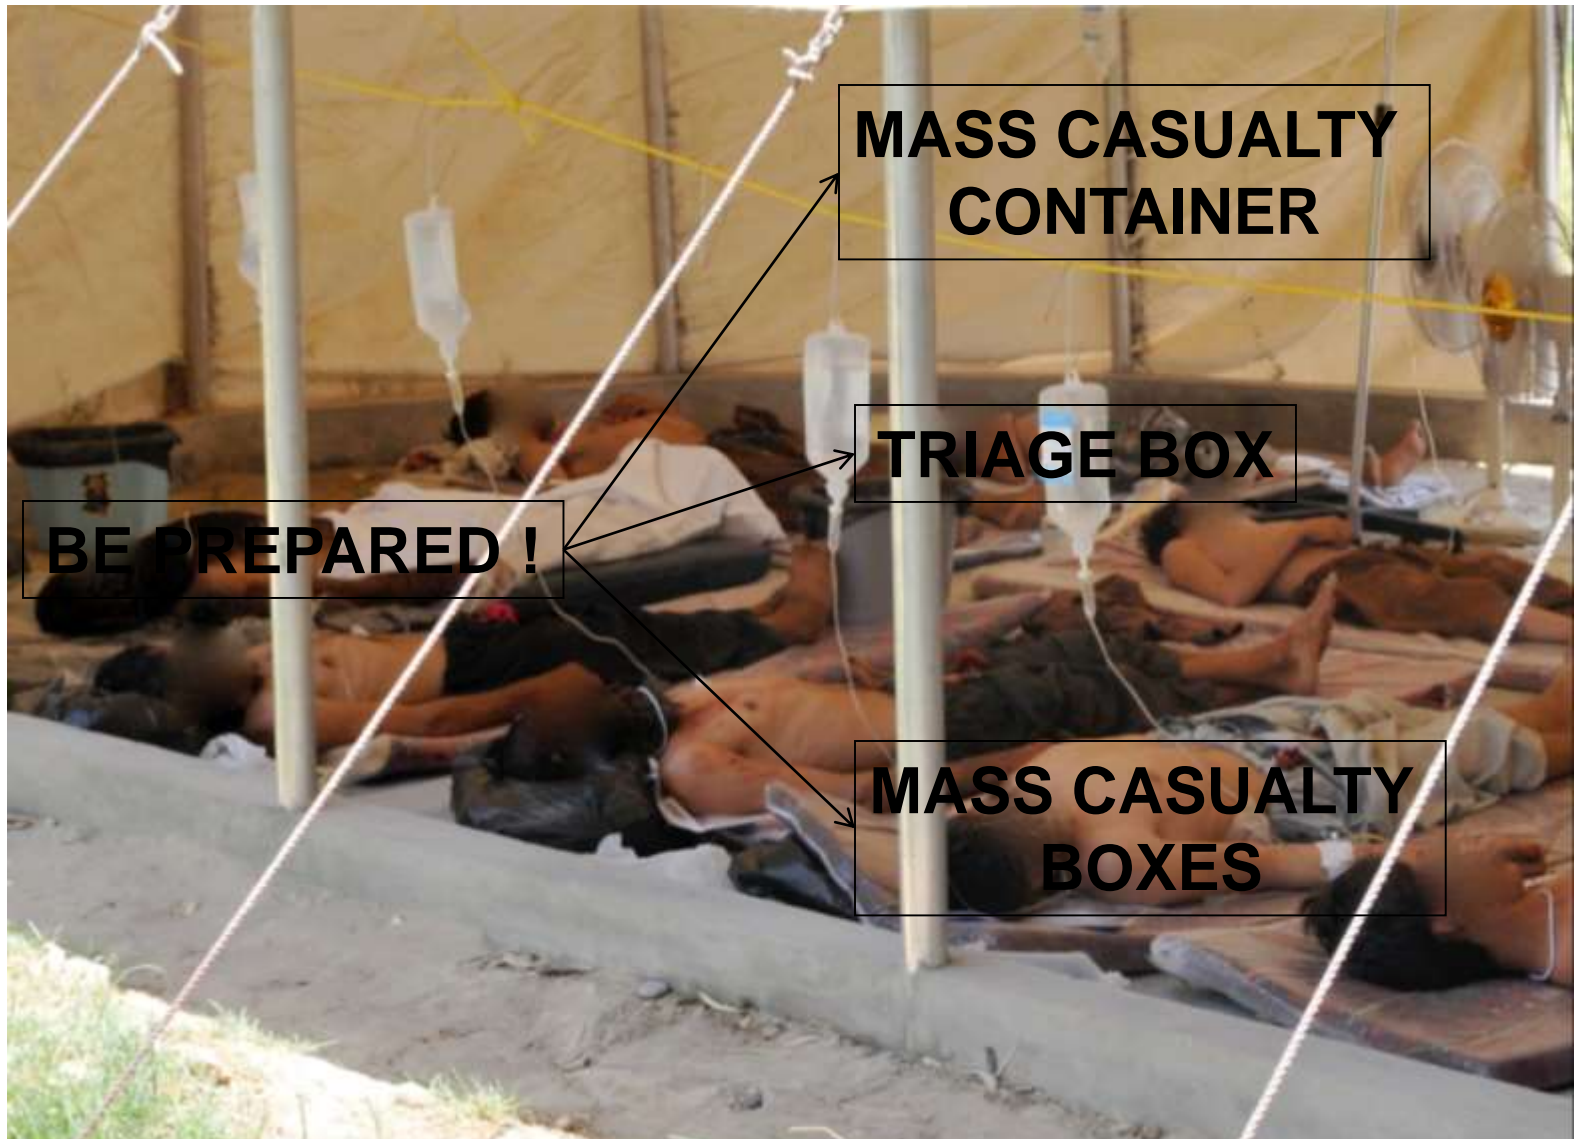 MASS CASUALTY
CONTAINER
TRIAGE BOX
BE PREPARED !
MASS CASUALTY
BOXES